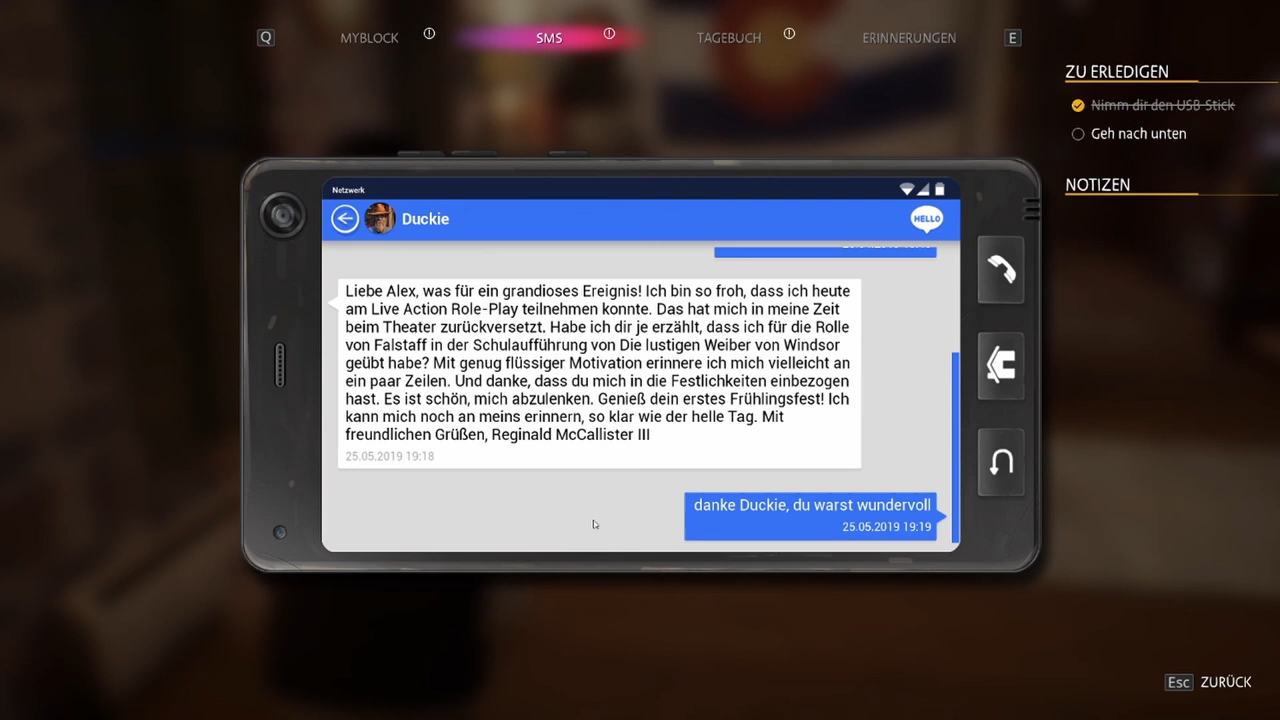 Q
MYBLOCK
SMS
TAGEBUCH
ERINNERUNGEN
E
ZU ERLEDIGEN
Nimm dir den USB-Stick
Geh nach unten
NOTIZEN
Netzwerk
Duckie
HELLO
Liebe Alex, was für ein grandioses Ereignis! Ich bin so froh, dass ich heute
am Live Action Role-Play teilnehmen konnte. Das hat mich in meine Zeit
beim Theater zurückversetzt. Habe ich dir je erzählt, dass ich für die Rolle
von Falstaff in der Schulaufführung von Die lustigen Weiber von Windsor
geübt habe? Mit genug flüssiger Motivation erinnere ich mich vielleicht an
ein paar Zeilen. Und danke, dass du mich in die Festlichkeiten einbezogen
hast. Es ist schön, mich abzulenken. Genieß dein erstes Frühlingsfest! Ich
kann mich noch an meins erinnern, so klar wie der helle Tag. Mit
freundlichen Grüßen, Reginald McCallister III
25.05.2019 19:18
danke Duckie, du warst wundervoll
25.05.2019 19:19
Esc ZURÜCK